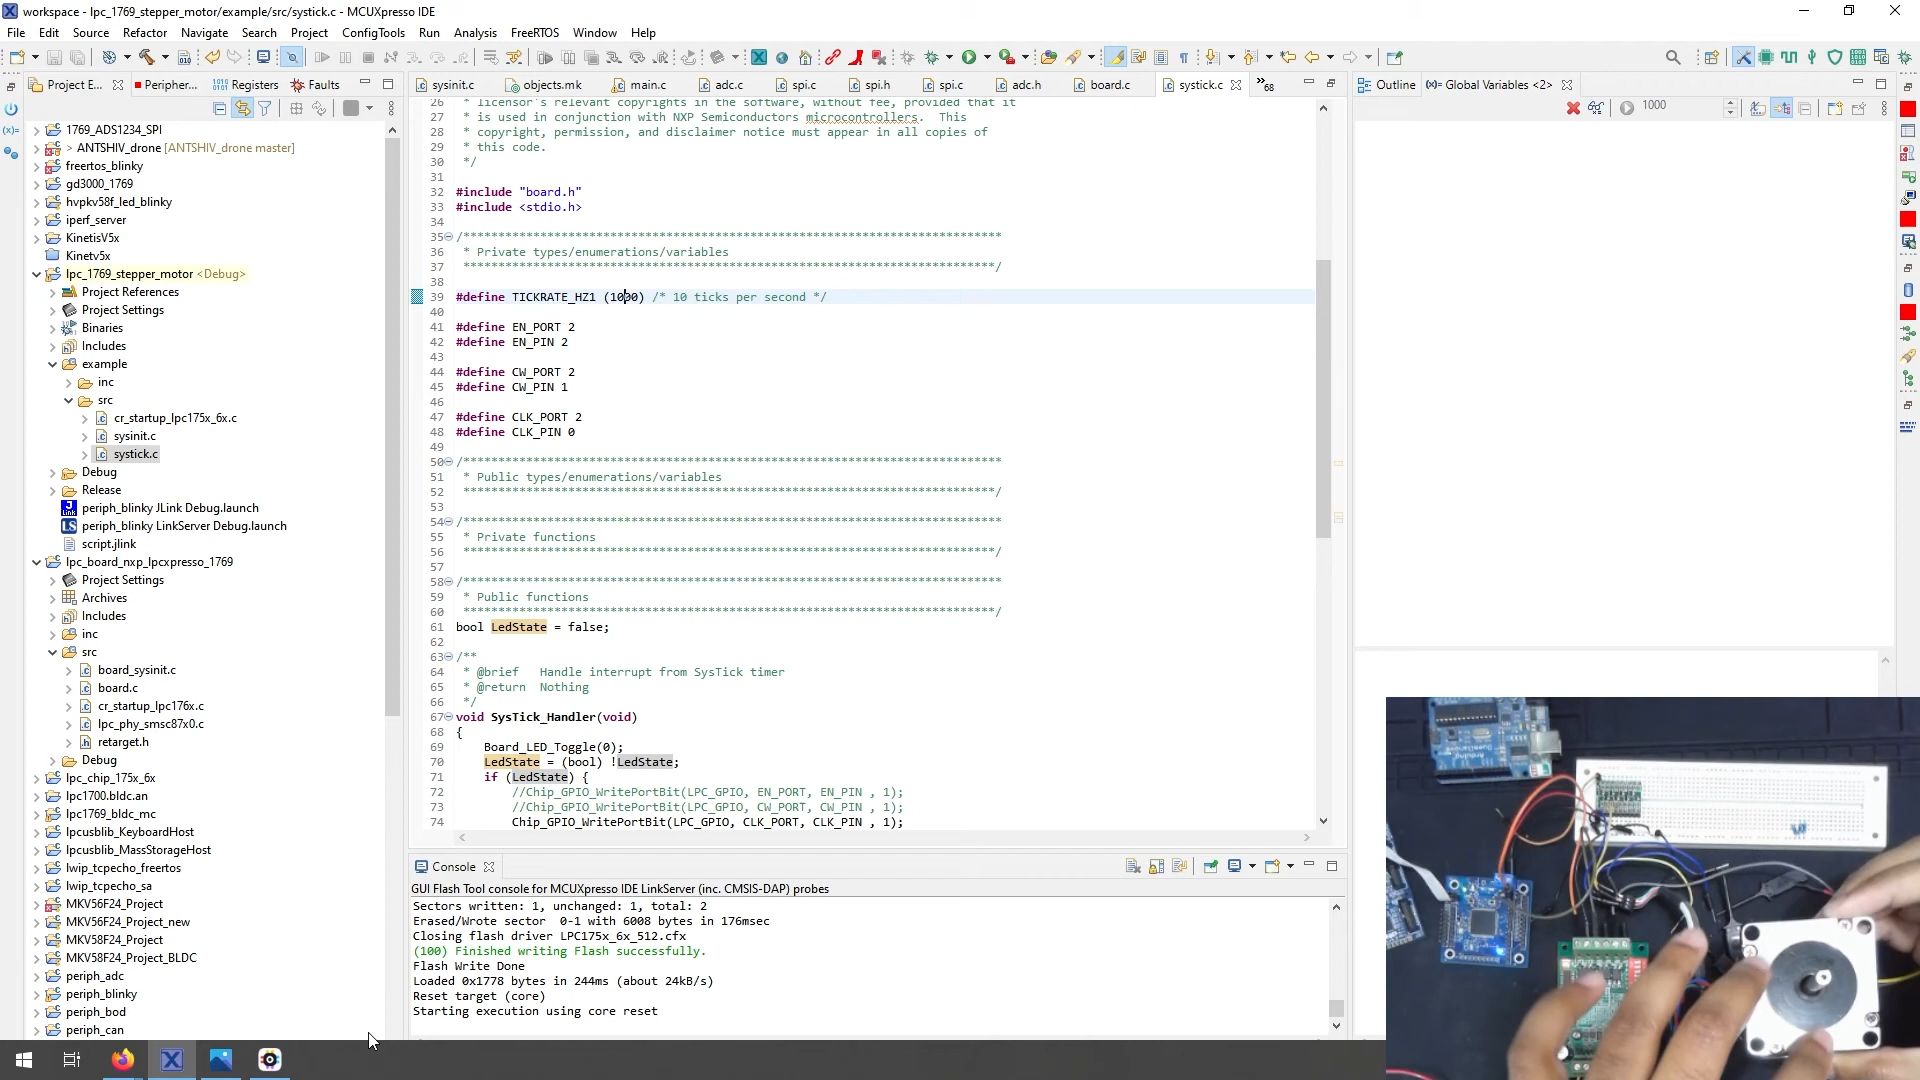 workspace - lpc_1769_stepper_motor/example/src/systick.c - MCUXpresso IDE
File Edit Source Refactor Navigate Search Project ConfigTools Run Analysis FreeRTOS Window Help
Project E... Peripher... Registers Faults
1769_ADS1234_SPI
> ANTSHIV_drone [ANTSHIV_drone master]
freertos_blinky
gd3000_1769
hvpkv58f_led_blinky
iperf_server
KinetisV5x
Kinetv5x
lpc_1769_stepper_motor <Debug>
Project References
Project Settings
Binaries
Includes
example
inc
src
cr_startup_lpc175x_6x.c
sysinit.c
systick.c
Debug
Release
periph_blinky JLink Debug.launch
periph_blinky LinkServer Debug.launch
script.jlink
lpc_board_nxp_lpcxpresso_1769
Project Settings
Archives
Includes
inc
src
board_sysinit.c
board.c
cr_startup_lpc176x.c
lpc_phy_smsc87x0.c
retarget.h
Debug
lpc_chip_175x_6x
lpc1700.bldc.an
lpc1769_bldc_mc
lpcusblib_KeyboardHost
lpcusblib_MassStorageHost
lwip_tcpecho_freertos
lwip_tcpecho_sa
MKV56F24_Project
MKV56F24_Project_new
MKV58F24_Project
MKV58F24_Project_BLDC
periph_adc
periph_blinky
periph_bod
periph_can
sysinit.c objects.mk main.c adc.c spi.c spi.h spi.c adc.h board.c systick.c »68
26 * licensor's relevant copyrights in the software, without fee, provided that it
27 * is used in conjunction with NXP Semiconductors microcontrollers. This
28 * copyright, permission, and disclaimer notice must appear in all copies of
29 * this code.
30 */
31
32 #include "board.h"
33 #include <stdio.h>
34
35 /*****************************************************************************
36 * Private types/enumerations/variables
37 ****************************************************************************/
38
39 #define TICKRATE_HZ1 (1000) /* 10 ticks per second */
40
41 #define EN_PORT 2
42 #define EN_PIN 2
43
44 #define CW_PORT 2
45 #define CW_PIN 1
46
47 #define CLK_PORT 2
48 #define CLK_PIN 0
49
50 /*****************************************************************************
51 * Public types/enumerations/variables
52 ****************************************************************************/
53
54 /*****************************************************************************
55 * Private functions
56 ****************************************************************************/
57
58 /*****************************************************************************
59 * Public functions
60 ****************************************************************************/
61 bool LedState = false;
62
63 /**
64 * @brief Handle interrupt from SysTick timer
65 * @return Nothing
66 */
67 void SysTick_Handler(void)
68 {
69 Board_LED_Toggle(0);
70 LedState = (bool) !LedState;
71 if (LedState) {
72 //Chip_GPIO_WritePortBit(LPC_GPIO, EN_PORT, EN_PIN , 1);
73 //Chip_GPIO_WritePortBit(LPC_GPIO, CW_PORT, CW_PIN , 1);
74 Chip_GPIO_WritePortBit(LPC_GPIO, CLK_PORT, CLK_PIN , 1);
Console
GUI Flash Tool console for MCUXpresso IDE LinkServer (inc. CMSIS-DAP) probes
Sectors written: 1, unchanged: 1, total: 2
Erased/Wrote sector 0-1 with 6008 bytes in 176msec
Closing flash driver LPC175x_6x_512.cfx
(100) Finished writing Flash successfully.
Flash Write Done
Loaded 0x1778 bytes in 244ms (about 24kB/s)
Reset target (core)
Starting execution using core reset
Outline Global Variables <2>
1000